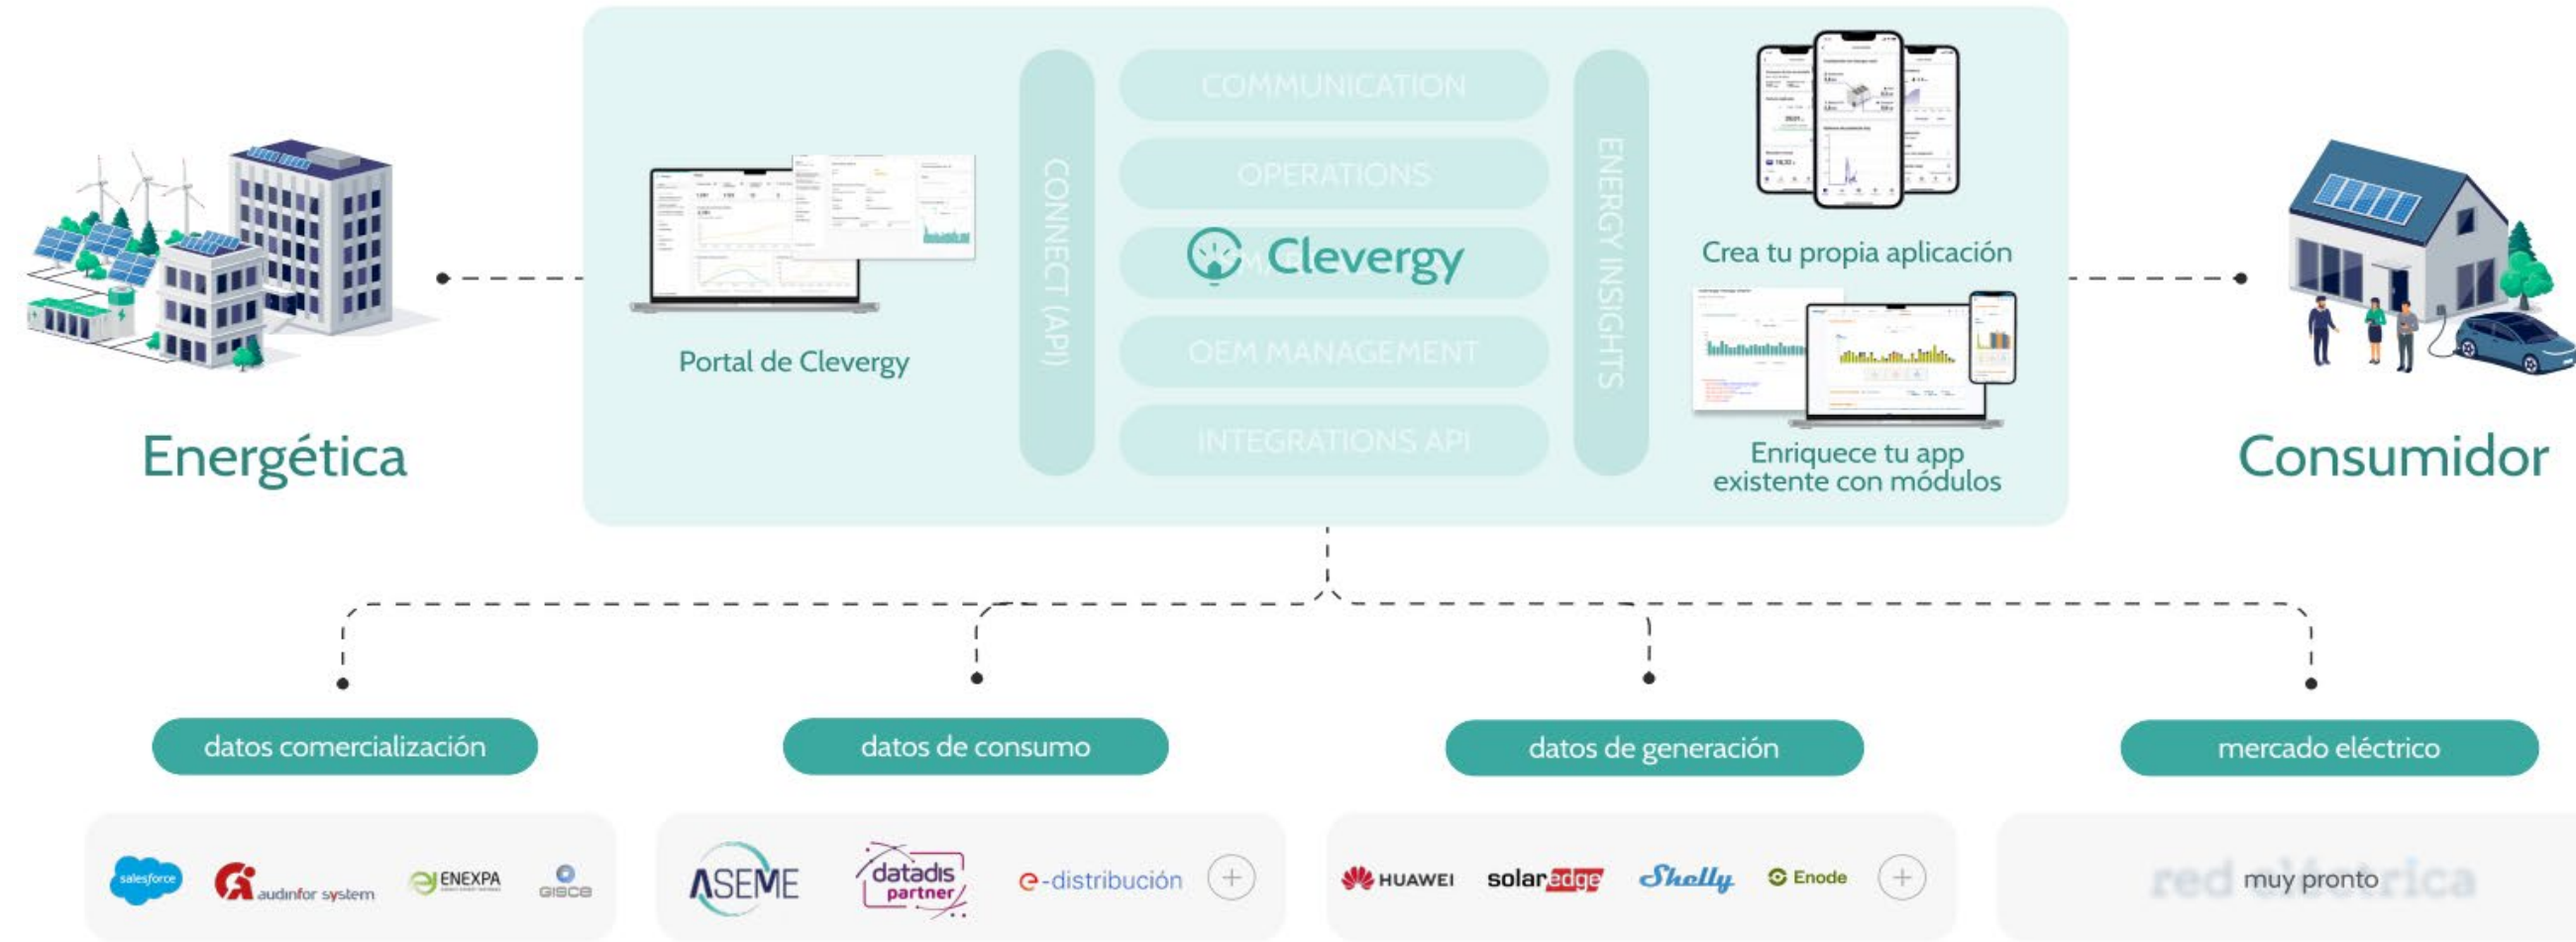 COMMUNICATION
OPERATIONS
Clevergy
OEM MANAGEMENT
INTEGRATIONS API
CONNECT (API)
ENERGY INSIGHTS
Portal de Clevergy
Crea tu propia aplicación
Enriquece tu app
existente con módulos
Energética
Consumidor
datos comercialización
datos de consumo
datos de generación
mercado eléctrico
salesforce
audinfor system
ENEXPA
GISCE
ASEME
datadis
partner
e-distribución
HUAWEI
solaredge
Shelly
Enode
red eléctrica
muy pronto